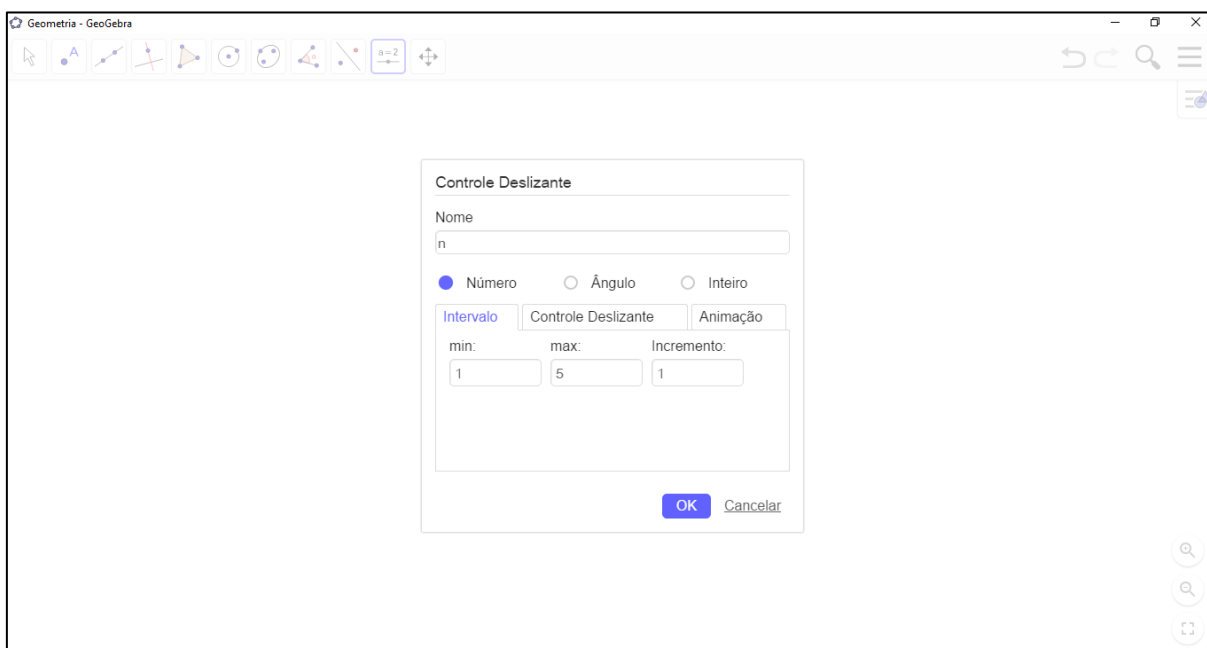 Geometria - GeoGebra
A
a=2
Controle Deslizante
Nome
n
Número Ângulo Inteiro
Intervalo Controle Deslizante Animação
min: max: Incremento:
1 5 1
OK Cancelar